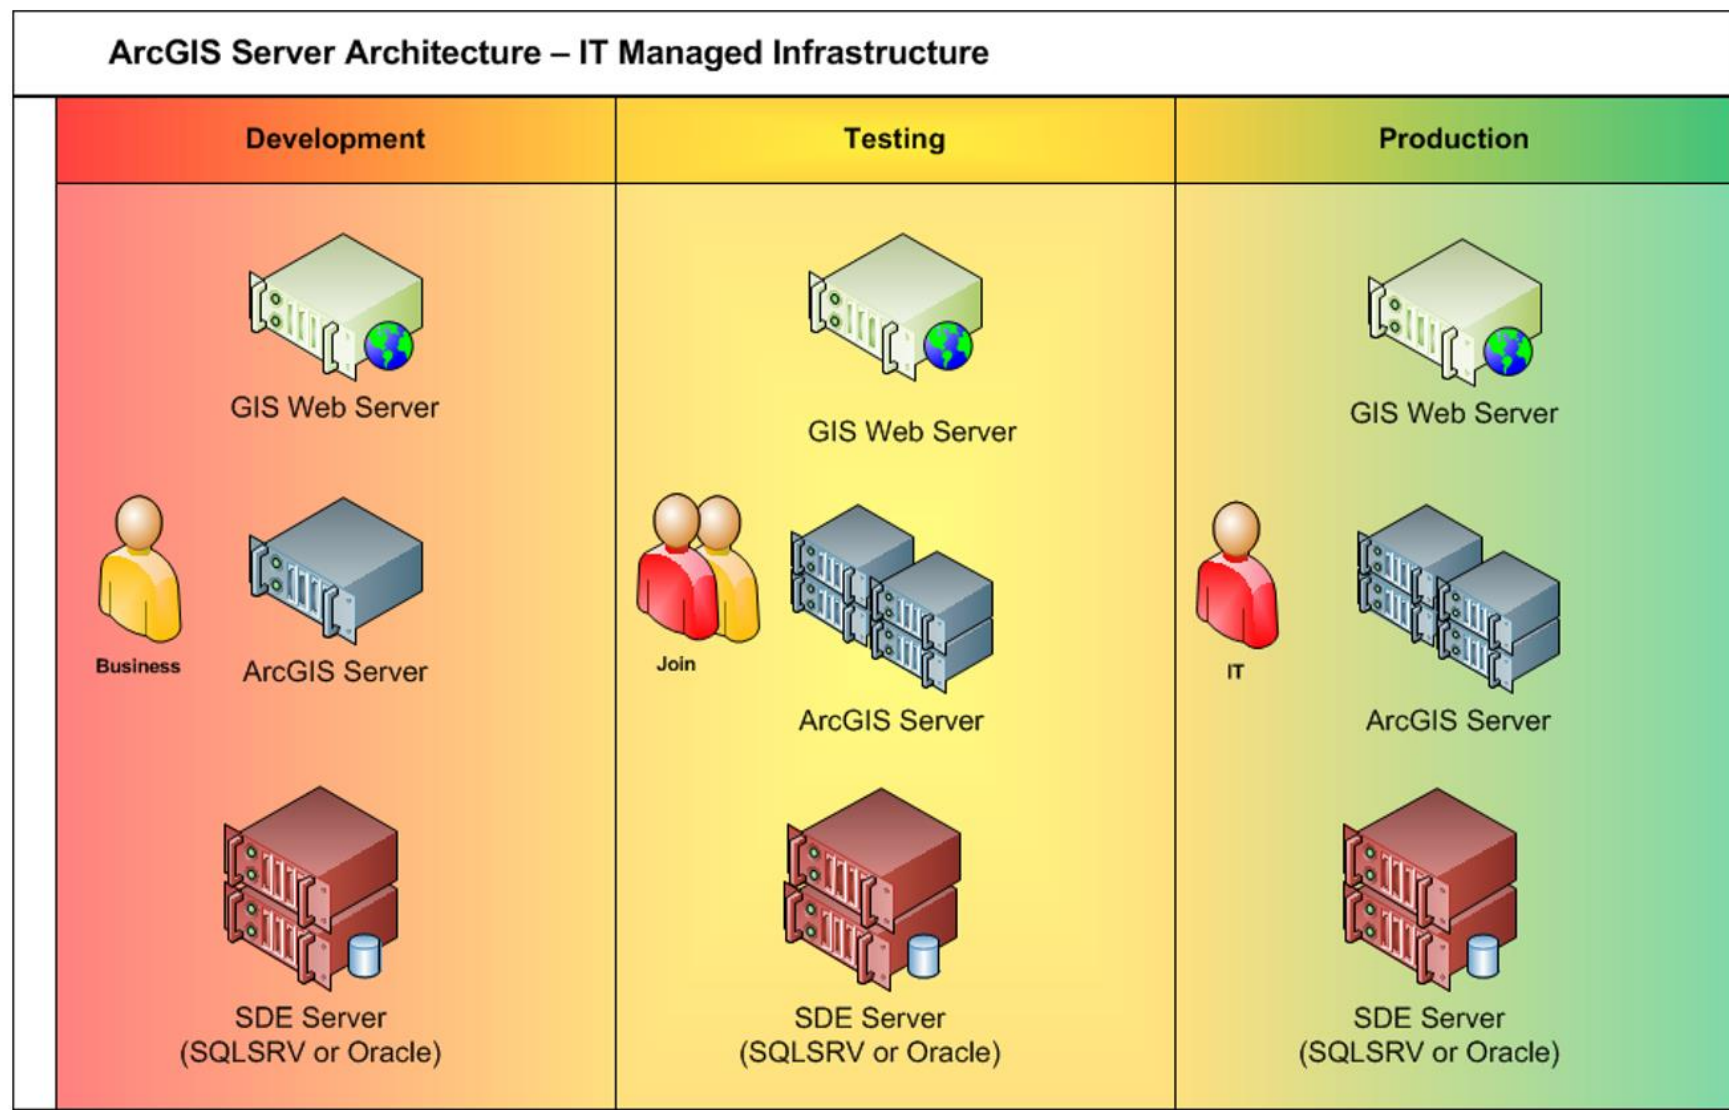 ArcGIS Server Architecture – IT Managed Infrastructure
Development
Testing
Production
GIS Web Server
GIS Web Server
GIS Web Server
Business
ArcGIS Server
Join
ArcGIS Server
IT
ArcGIS Server
SDE Server
(SQLSRV or Oracle)
SDE Server
(SQLSRV or Oracle)
SDE Server
(SQLSRV or Oracle)